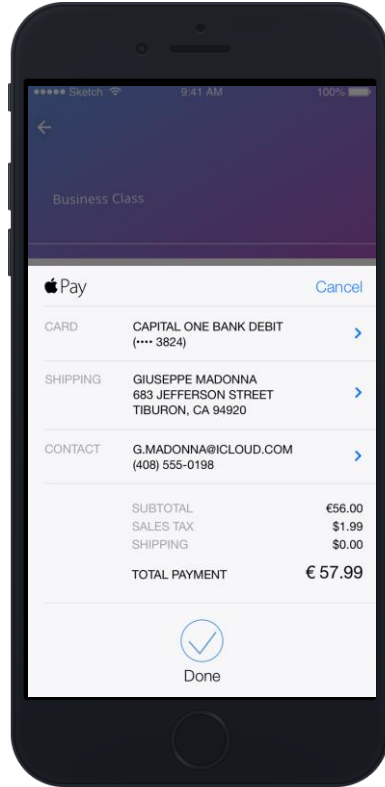 Sketch 9:41 AM 100%
Business Class
Pay Cancel
CARD CAPITAL ONE BANK DEBIT
(•••• 3824)
SHIPPING GIUSEPPE MADONNA
683 JEFFERSON STREET
TIBURON, CA 94920
CONTACT G.MADONNA@ICLOUD.COM
(408) 555-0198
SUBTOTAL €56.00
SALES TAX $1.99
SHIPPING $0.00
TOTAL PAYMENT € 57.99
Done